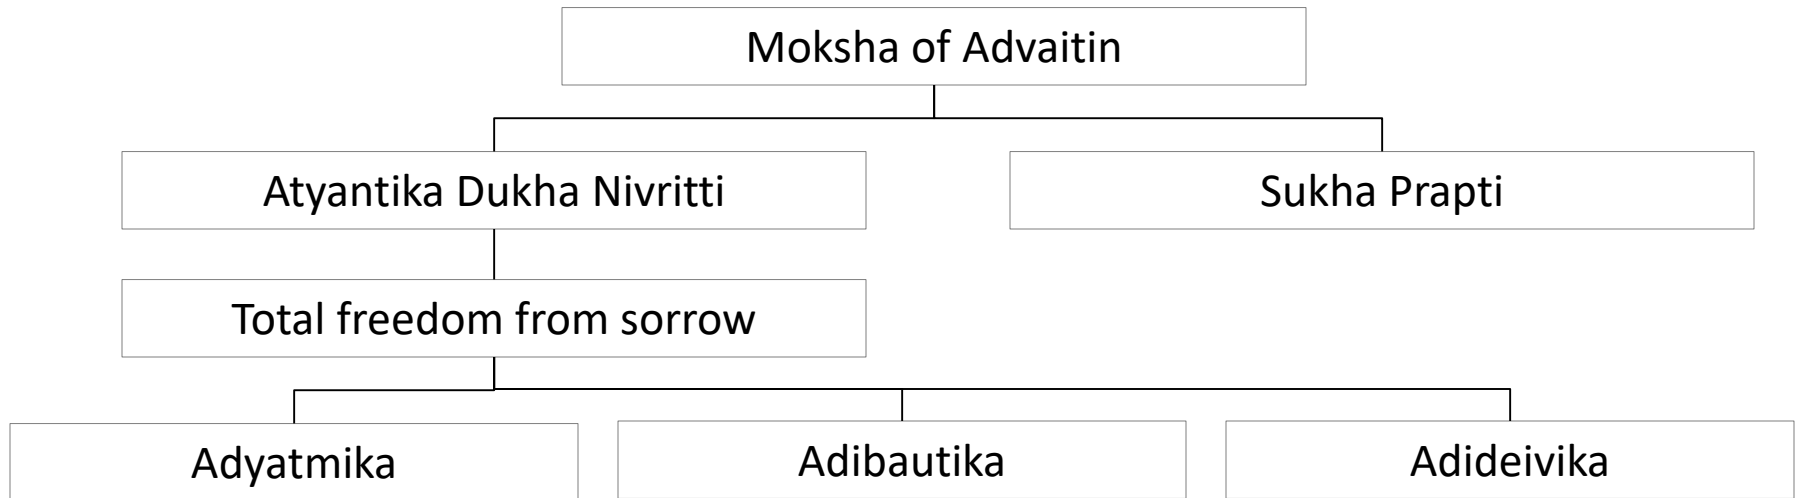 Moksha of Advaitin
Atyantika Dukha Nivritti
Sukha Prapti
Total freedom from sorrow
Adyatmika
Adibautika
Adideivika